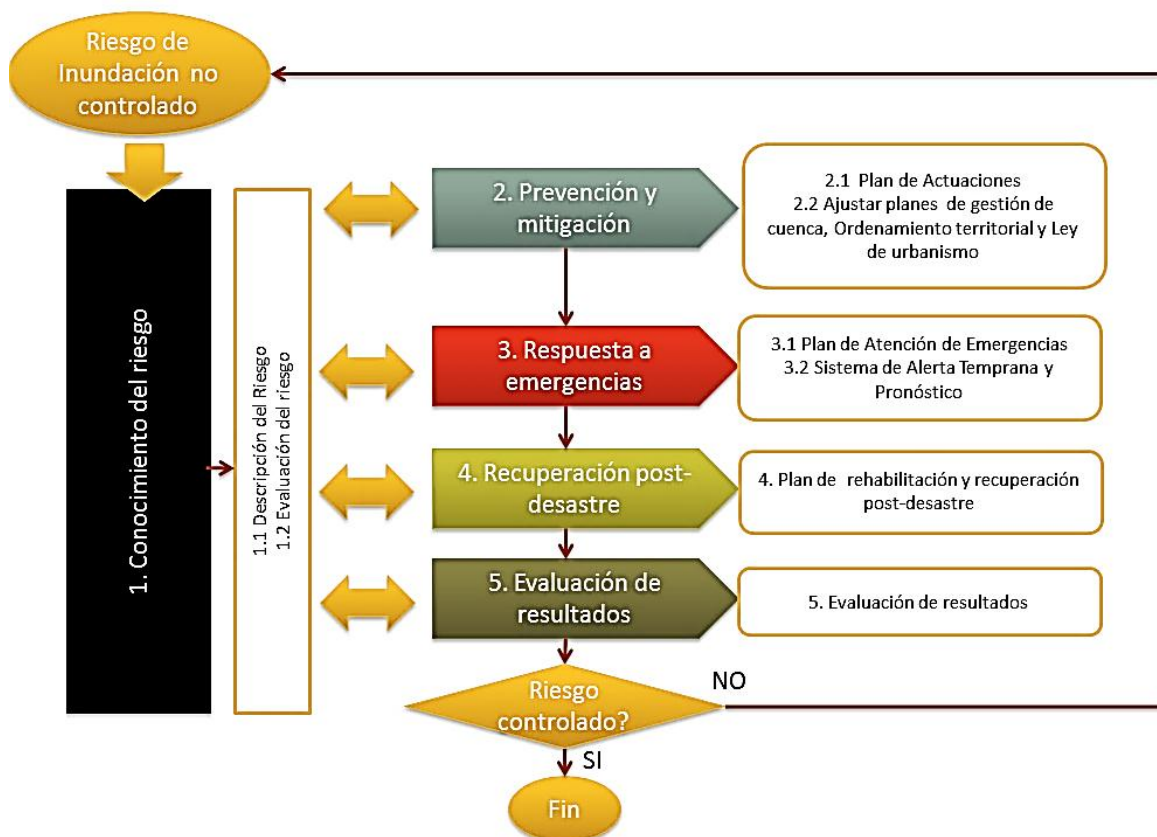 Riesgo de
Inundación no
controlado
1. Conocimiento del riesgo
1.1 Descripción del Riesgo
1.2 Evaluación del riesgo
2. Prevención y
mitigación
2.1 Plan de Actuaciones
2.2 Ajustar planes de gestión de
cuenca, Ordenamiento territorial y Ley
de urbanismo
3. Respuesta a
emergencias
3.1 Plan de Atención de Emergencias
3.2 Sistema de Alerta Temprana y
Pronóstico
4. Recuperación post-
desastre
4. Plan de rehabilitación y recuperación
post-desastre
5. Evaluación de
resultados
5. Evaluación de resultados
Riesgo
controlado?
NO
SI
Fin